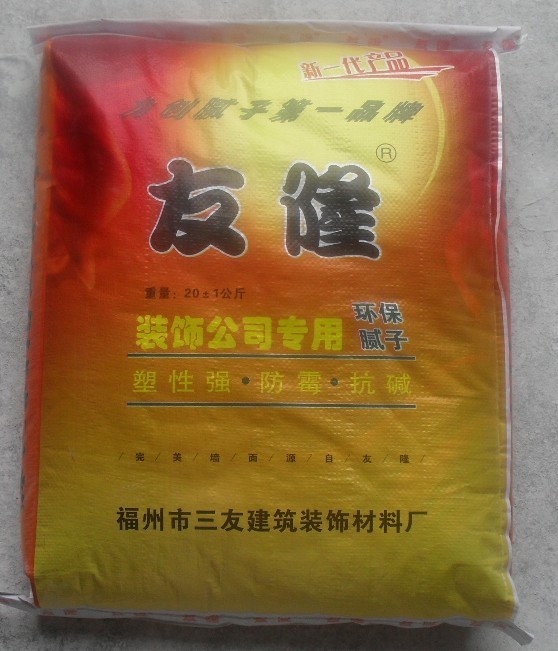 新一代产品
力创腻子第一品牌
友隆®
重量：20±1公斤
装饰公司专用
环保
腻子
塑性强·防霉·抗碱
/完/美/墙/面/源/自/友/隆/
福州市三友建筑装饰材料厂